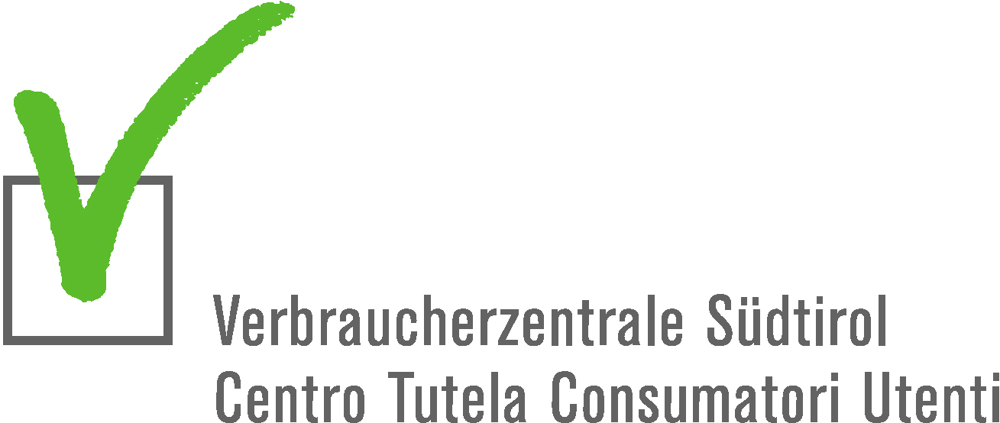 Verbraucherzentrale Südtirol
Centro Tutela Consumatori Utenti